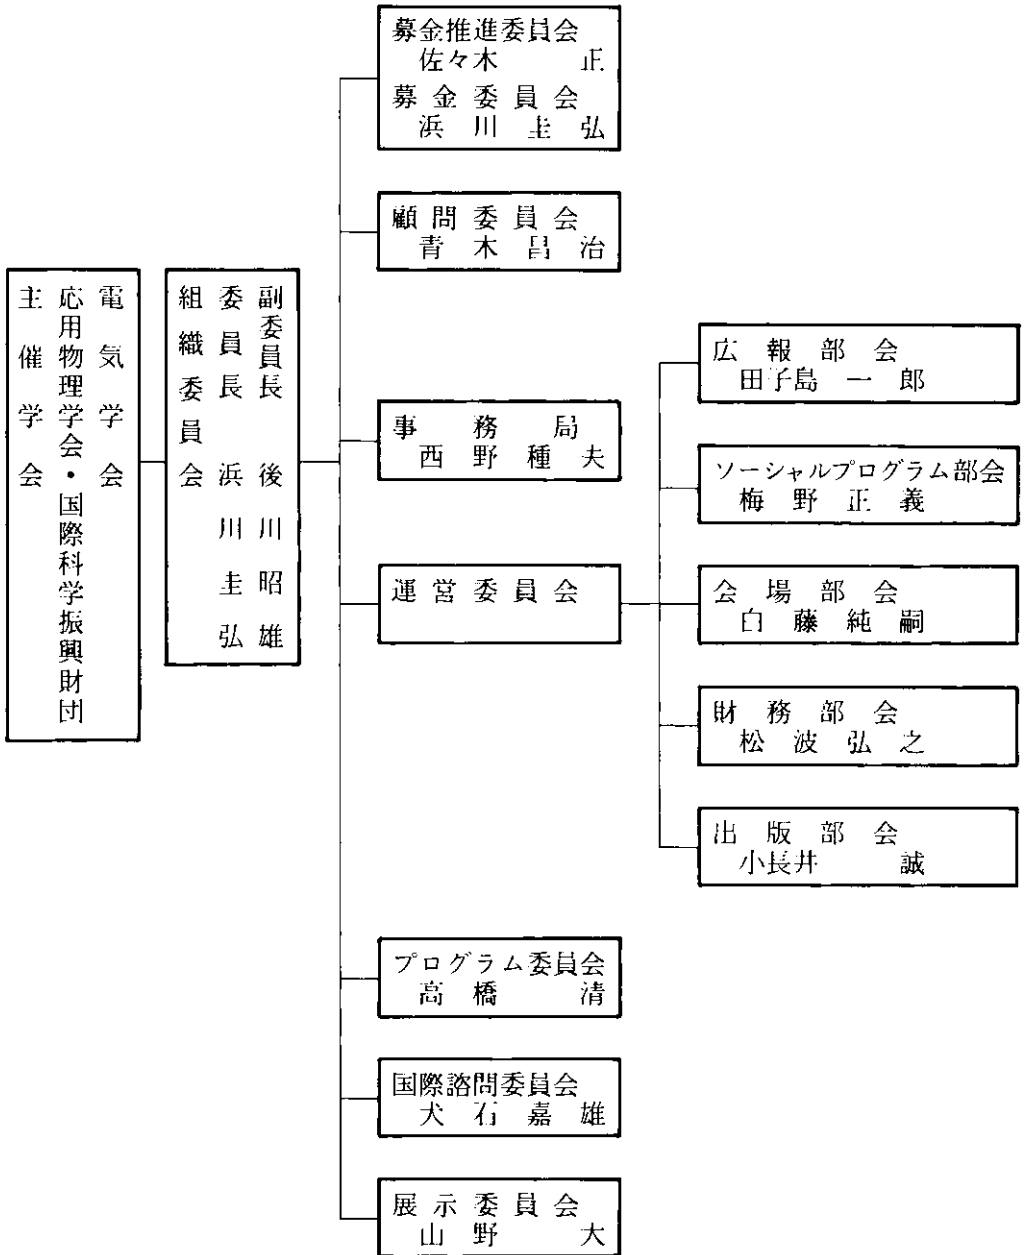 主催学会
応用物理学会・国際科学振興財団
電気学会
組織委員会
委員長 浜川圭弘
副委員長 後川昭雄
募金推進委員会
佐々木 正
募金委員会
浜川圭弘
顧問委員会
青木昌治
事務局
西野種夫
運営委員会
広報部会
田子島一郎
ソーシャルプログラム部会
梅野正義
会場部会
白藤純嗣
財務部会
松波弘之
出版部会
小長井 誠
プログラム委員会
高橋 清
国際諮問委員会
犬石嘉雄
展示委員会
山野 大